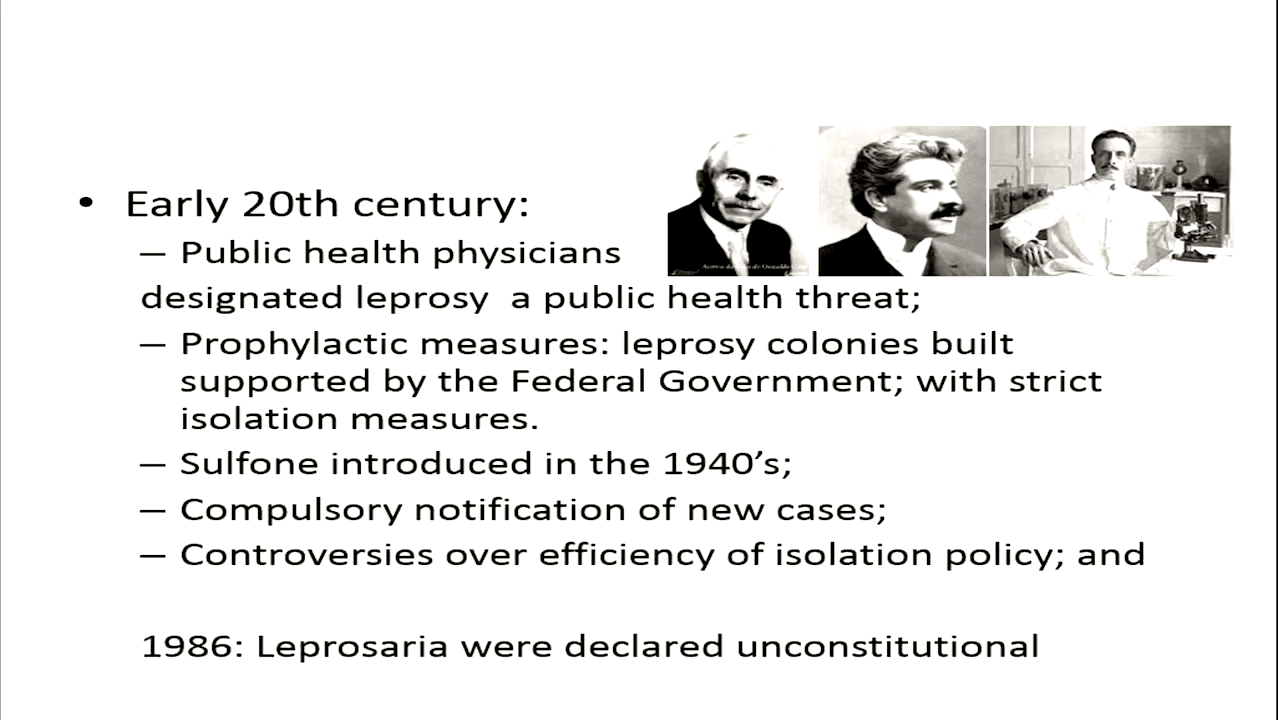 • Early 20th century:
– Public health physicians
designated leprosy a public health threat;
– Prophylactic measures: leprosy colonies built
supported by the Federal Government; with strict
isolation measures.
– Sulfone introduced in the 1940’s;
– Compulsory notification of new cases;
– Controversies over efficiency of isolation policy; and
1986: Leprosaria were declared unconstitutional